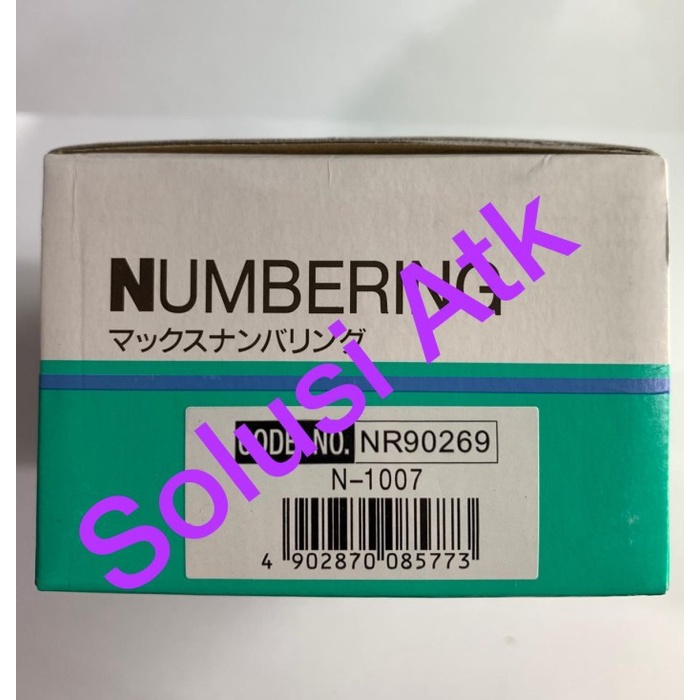 NUMBERING
マックスナンバリング
CODE NO. NR90269
N-1007
4 902870 085773
Solusi Atk